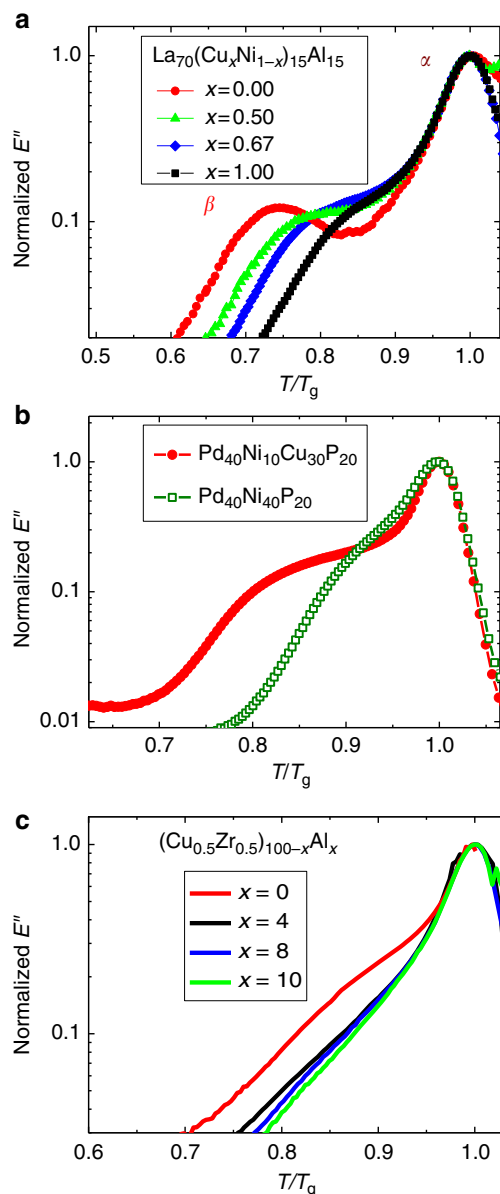 a
1.0
0.1
Normalized E″
La70(CuxNi1–x)15Al15
x = 0.00
x = 0.50
x = 0.67
x = 1.00
α
β
0.5 0.6 0.7 0.8 0.9 1.0
T/Tg
b
1.0
0.1
0.01
Normalized E″
Pd40Ni10Cu30P20
Pd40Ni40P20
0.7 0.8 0.9 1.0
T/Tg
c
1.0
0.1
Normalized E″
(Cu0.5Zr0.5)100–xAlx
x = 0
x = 4
x = 8
x = 10
0.6 0.7 0.8 0.9 1.0
T/Tg